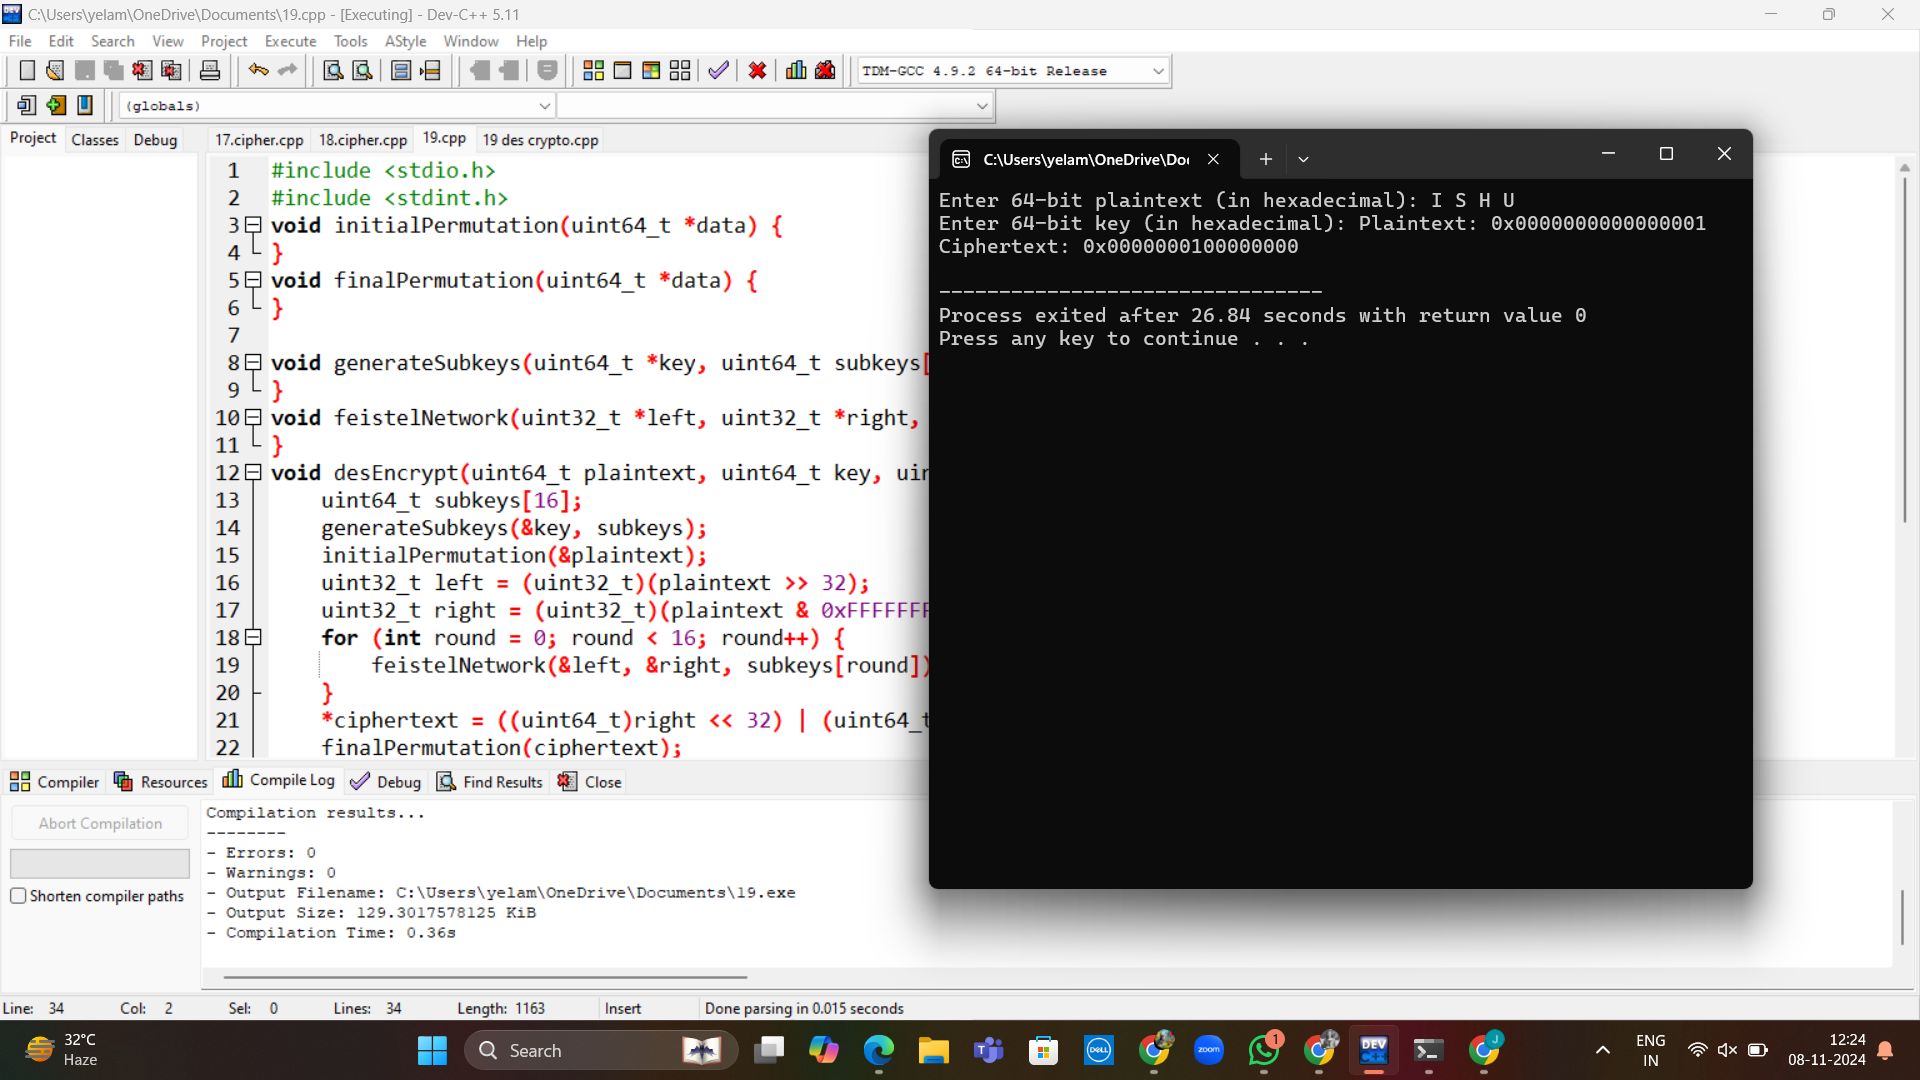 C:\Users\yelam\OneDrive\Documents\19.cpp - [Executing] - Dev-C++ 5.11
File Edit Search View Project Execute Tools AStyle Window Help
TDM-GCC 4.9.2 64-bit Release
(globals)
Project Classes Debug 17.cipher.cpp 18.cipher.cpp 19.cpp 19 des crypto.cpp
1 #include <stdio.h>
2 #include <stdint.h>
3 void initialPermutation(uint64_t *data) {
4 }
5 void finalPermutation(uint64_t *data) {
6 }
7
8 void generateSubkeys(uint64_t *key, uint64_t subkeys[
9 }
10 void feistelNetwork(uint32_t *left, uint32_t *right,
11 }
12 void desEncrypt(uint64_t plaintext, uint64_t key, uin
13 uint64_t subkeys[16];
14 generateSubkeys(&key, subkeys);
15 initialPermutation(&plaintext);
16 uint32_t left = (uint32_t)(plaintext >> 32);
17 uint32_t right = (uint32_t)(plaintext & 0xFFFFFFF
18 for (int round = 0; round < 16; round++) {
19 feistelNetwork(&left, &right, subkeys[round])
20 }
21 *ciphertext = ((uint64_t)right << 32) | (uint64_t
22 finalPermutation(ciphertext);
C:\Users\yelam\OneDrive\Do
Enter 64-bit plaintext (in hexadecimal): I S H U
Enter 64-bit key (in hexadecimal): Plaintext: 0x0000000000000001
Ciphertext: 0x0000000100000000
--------------------------------
Process exited after 26.84 seconds with return value 0
Press any key to continue . . .
Compiler Resources Compile Log Debug Find Results Close
Abort Compilation
Shorten compiler paths
Compilation results...
--------
- Errors: 0
- Warnings: 0
- Output Filename: C:\Users\yelam\OneDrive\Documents\19.exe
- Output Size: 129.3017578125 KiB
- Compilation Time: 0.36s
Line: 34 Col: 2 Sel: 0 Lines: 34 Length: 1163 Insert Done parsing in 0.015 seconds
32°C
Haze
Search
DELL
zoom
1
DEV
C++
J
ENG
IN
12:24
08-11-2024